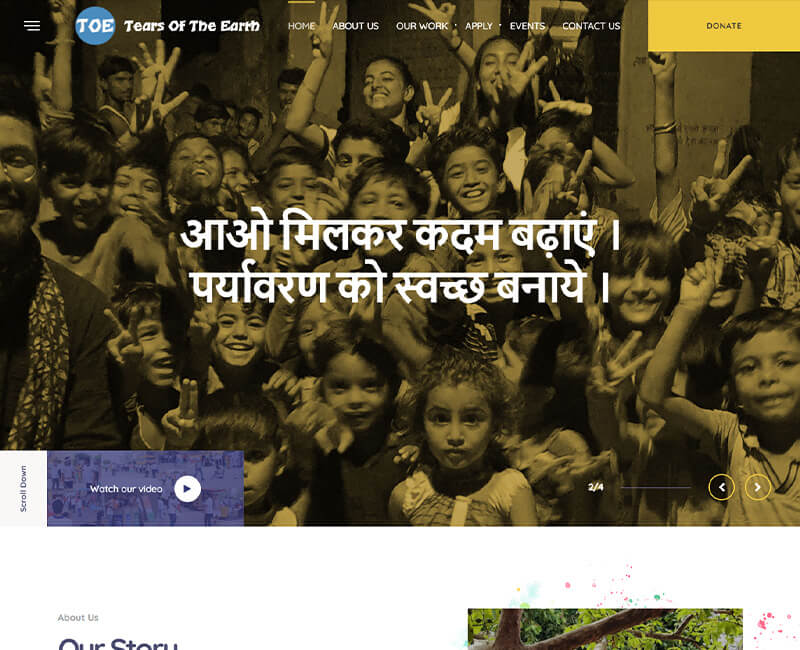 TOE Tears Of The Earth HOME ABOUT US OUR WORK APPLY EVENTS CONTACT US DONATE
आओ मिलकर कदम बढ़ाएं ।
पर्यावरण को स्वच्छ बनाये ।
Scroll Down
Watch our video
2/4
About Us
Our Story